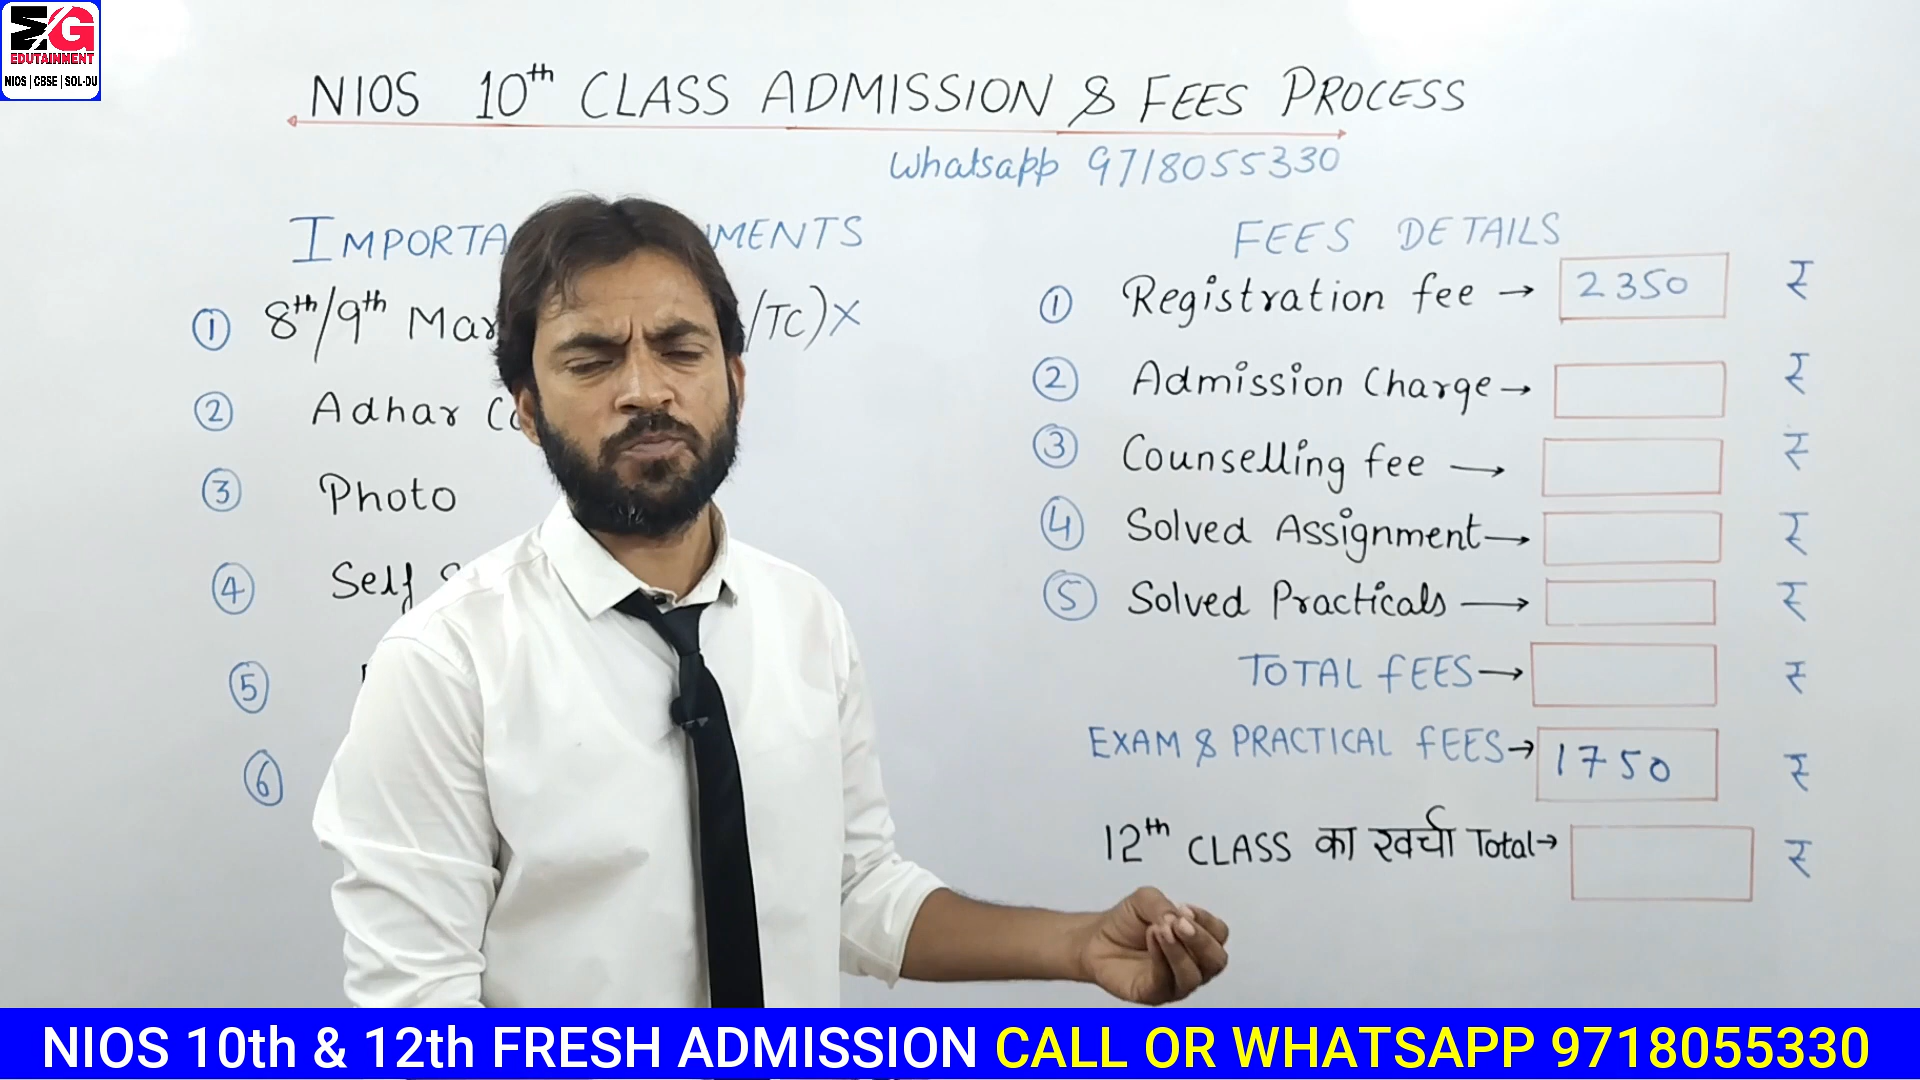 SG
EDUTAINMENT
NIOS | CBSE | SOL-DU
NIOS 10th CLASS ADMISSION & FEES PROCESS
Whatsapp 9718055330
IMPORTA MENTS
① 8th/9th Mar /TC)X
② Adhar Ca
③ Photo
④ Self
⑤
⑥
FEES DETAILS
① Registration fee → 2350 ₹
② Admission Charge → ₹
③ Counselling fee → ₹
④ Solved Assignment → ₹
⑤ Solved Practicals → ₹
TOTAL FEES → ₹
EXAM & PRACTICAL FEES → 1750 ₹
12th CLASS का खर्चा Total → ₹
NIOS 10th & 12th FRESH ADMISSION CALL OR WHATSAPP 9718055330